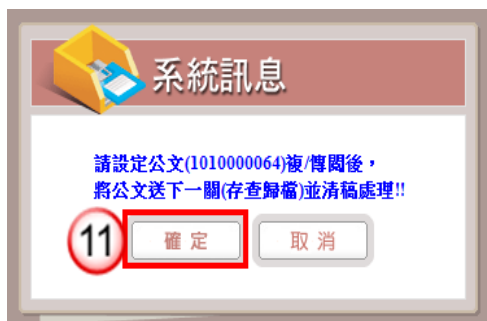 系統訊息
請設定公文(1010000064)複/傳閱後，
將公文送下一關(存查歸檔)並清稿處理!!
11 確定 取消